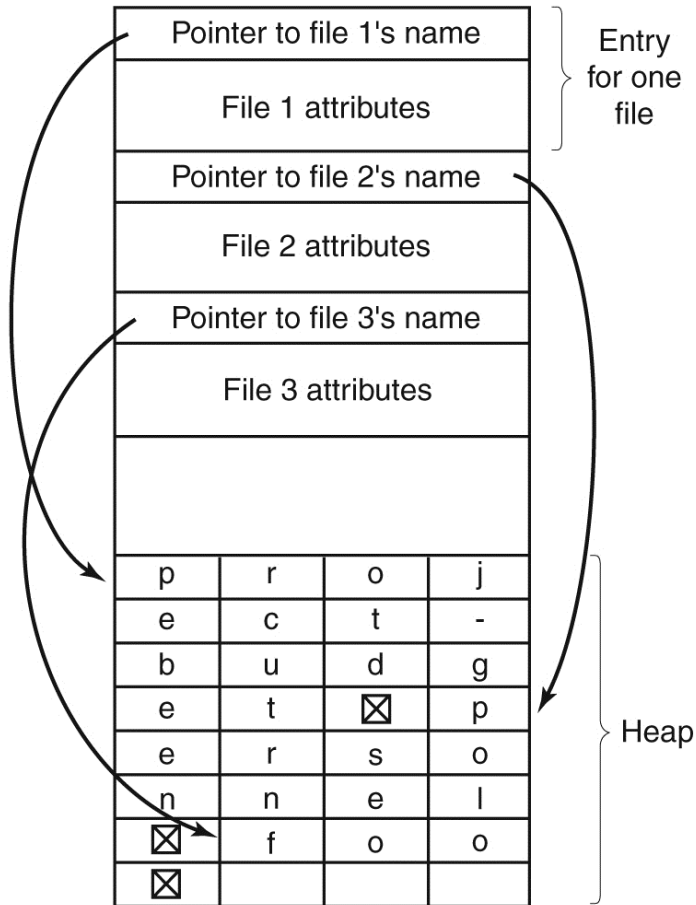 Pointer to file 1's name
File 1 attributes
Entry
for one
file
Pointer to file 2's name
File 2 attributes
Pointer to file 3's name
File 3 attributes
p r o j
e c t -
b u d g
e t ☒ p
e r s o
n n e l
☒ f o o
☒
Heap